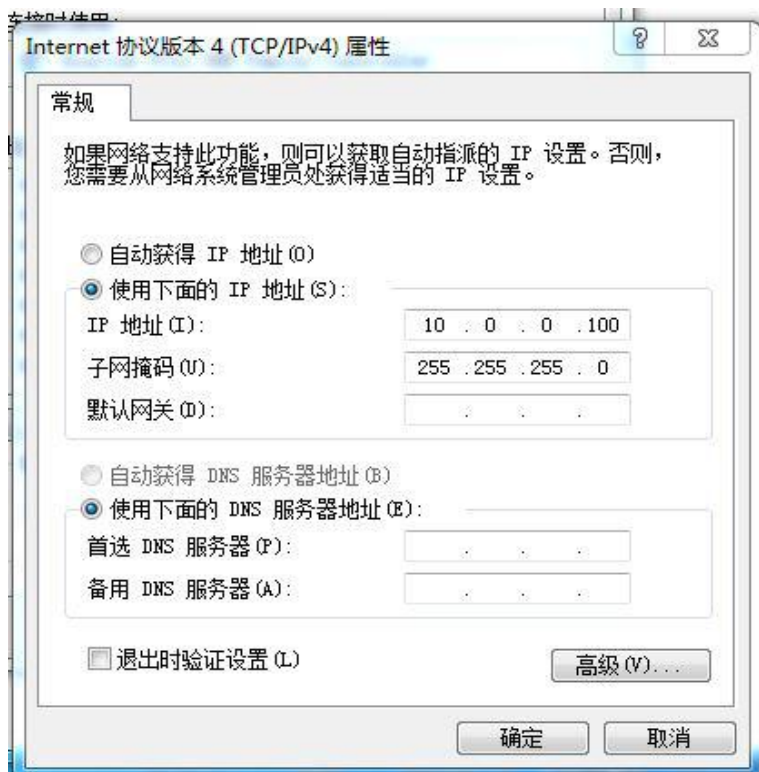 连接时使用:
Internet 协议版本 4 (TCP/IPv4) 属性
常规
如果网络支持此功能，则可以获取自动指派的 IP 设置。否则，
您需要从网络系统管理员处获得适当的 IP 设置。
自动获得 IP 地址(O)
使用下面的 IP 地址(S):
IP 地址(I): 10 . 0 . 0 .100
子网掩码(U): 255 .255 .255 . 0
默认网关(D): . . .
自动获得 DNS 服务器地址(B)
使用下面的 DNS 服务器地址(E):
首选 DNS 服务器(P): . . .
备用 DNS 服务器(A): . . .
退出时验证设置(L)
高级(V)...
确定 取消